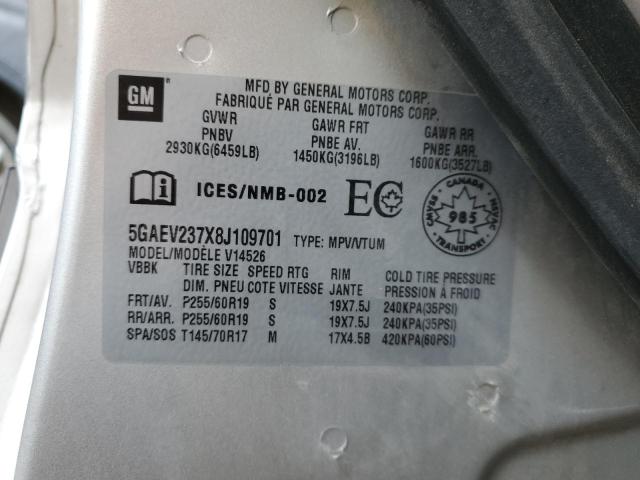 GM
MFD BY GENERAL MOTORS CORP.
FABRIQUÉ PAR GENERAL MOTORS CORP.
GVWR GAWR FRT GAWR RR
PNBV PNBE AV. PNBE ARR.
2930KG(6459LB) 1450KG(3196LB) 1600KG(3527LB)
ICES/NMB-002 EC
CANADA
CMVSS 985 NSVAC
TRANSPORT
5GAEV237X8J109701 TYPE: MPV/VTUM
MODEL/MODÈLE V14526
VBBK TIRE SIZE SPEED RTG RIM COLD TIRE PRESSURE
DIM. PNEU COTE VITESSE JANTE PRESSION À FROID
FRT/AV. P255/60R19 S 19X7.5J 240KPA(35PSI)
RR/ARR. P255/60R19 S 19X7.5J 240KPA(35PSI)
SPA/SOS T145/70R17 M 17X4.5B 420KPA(60PSI)